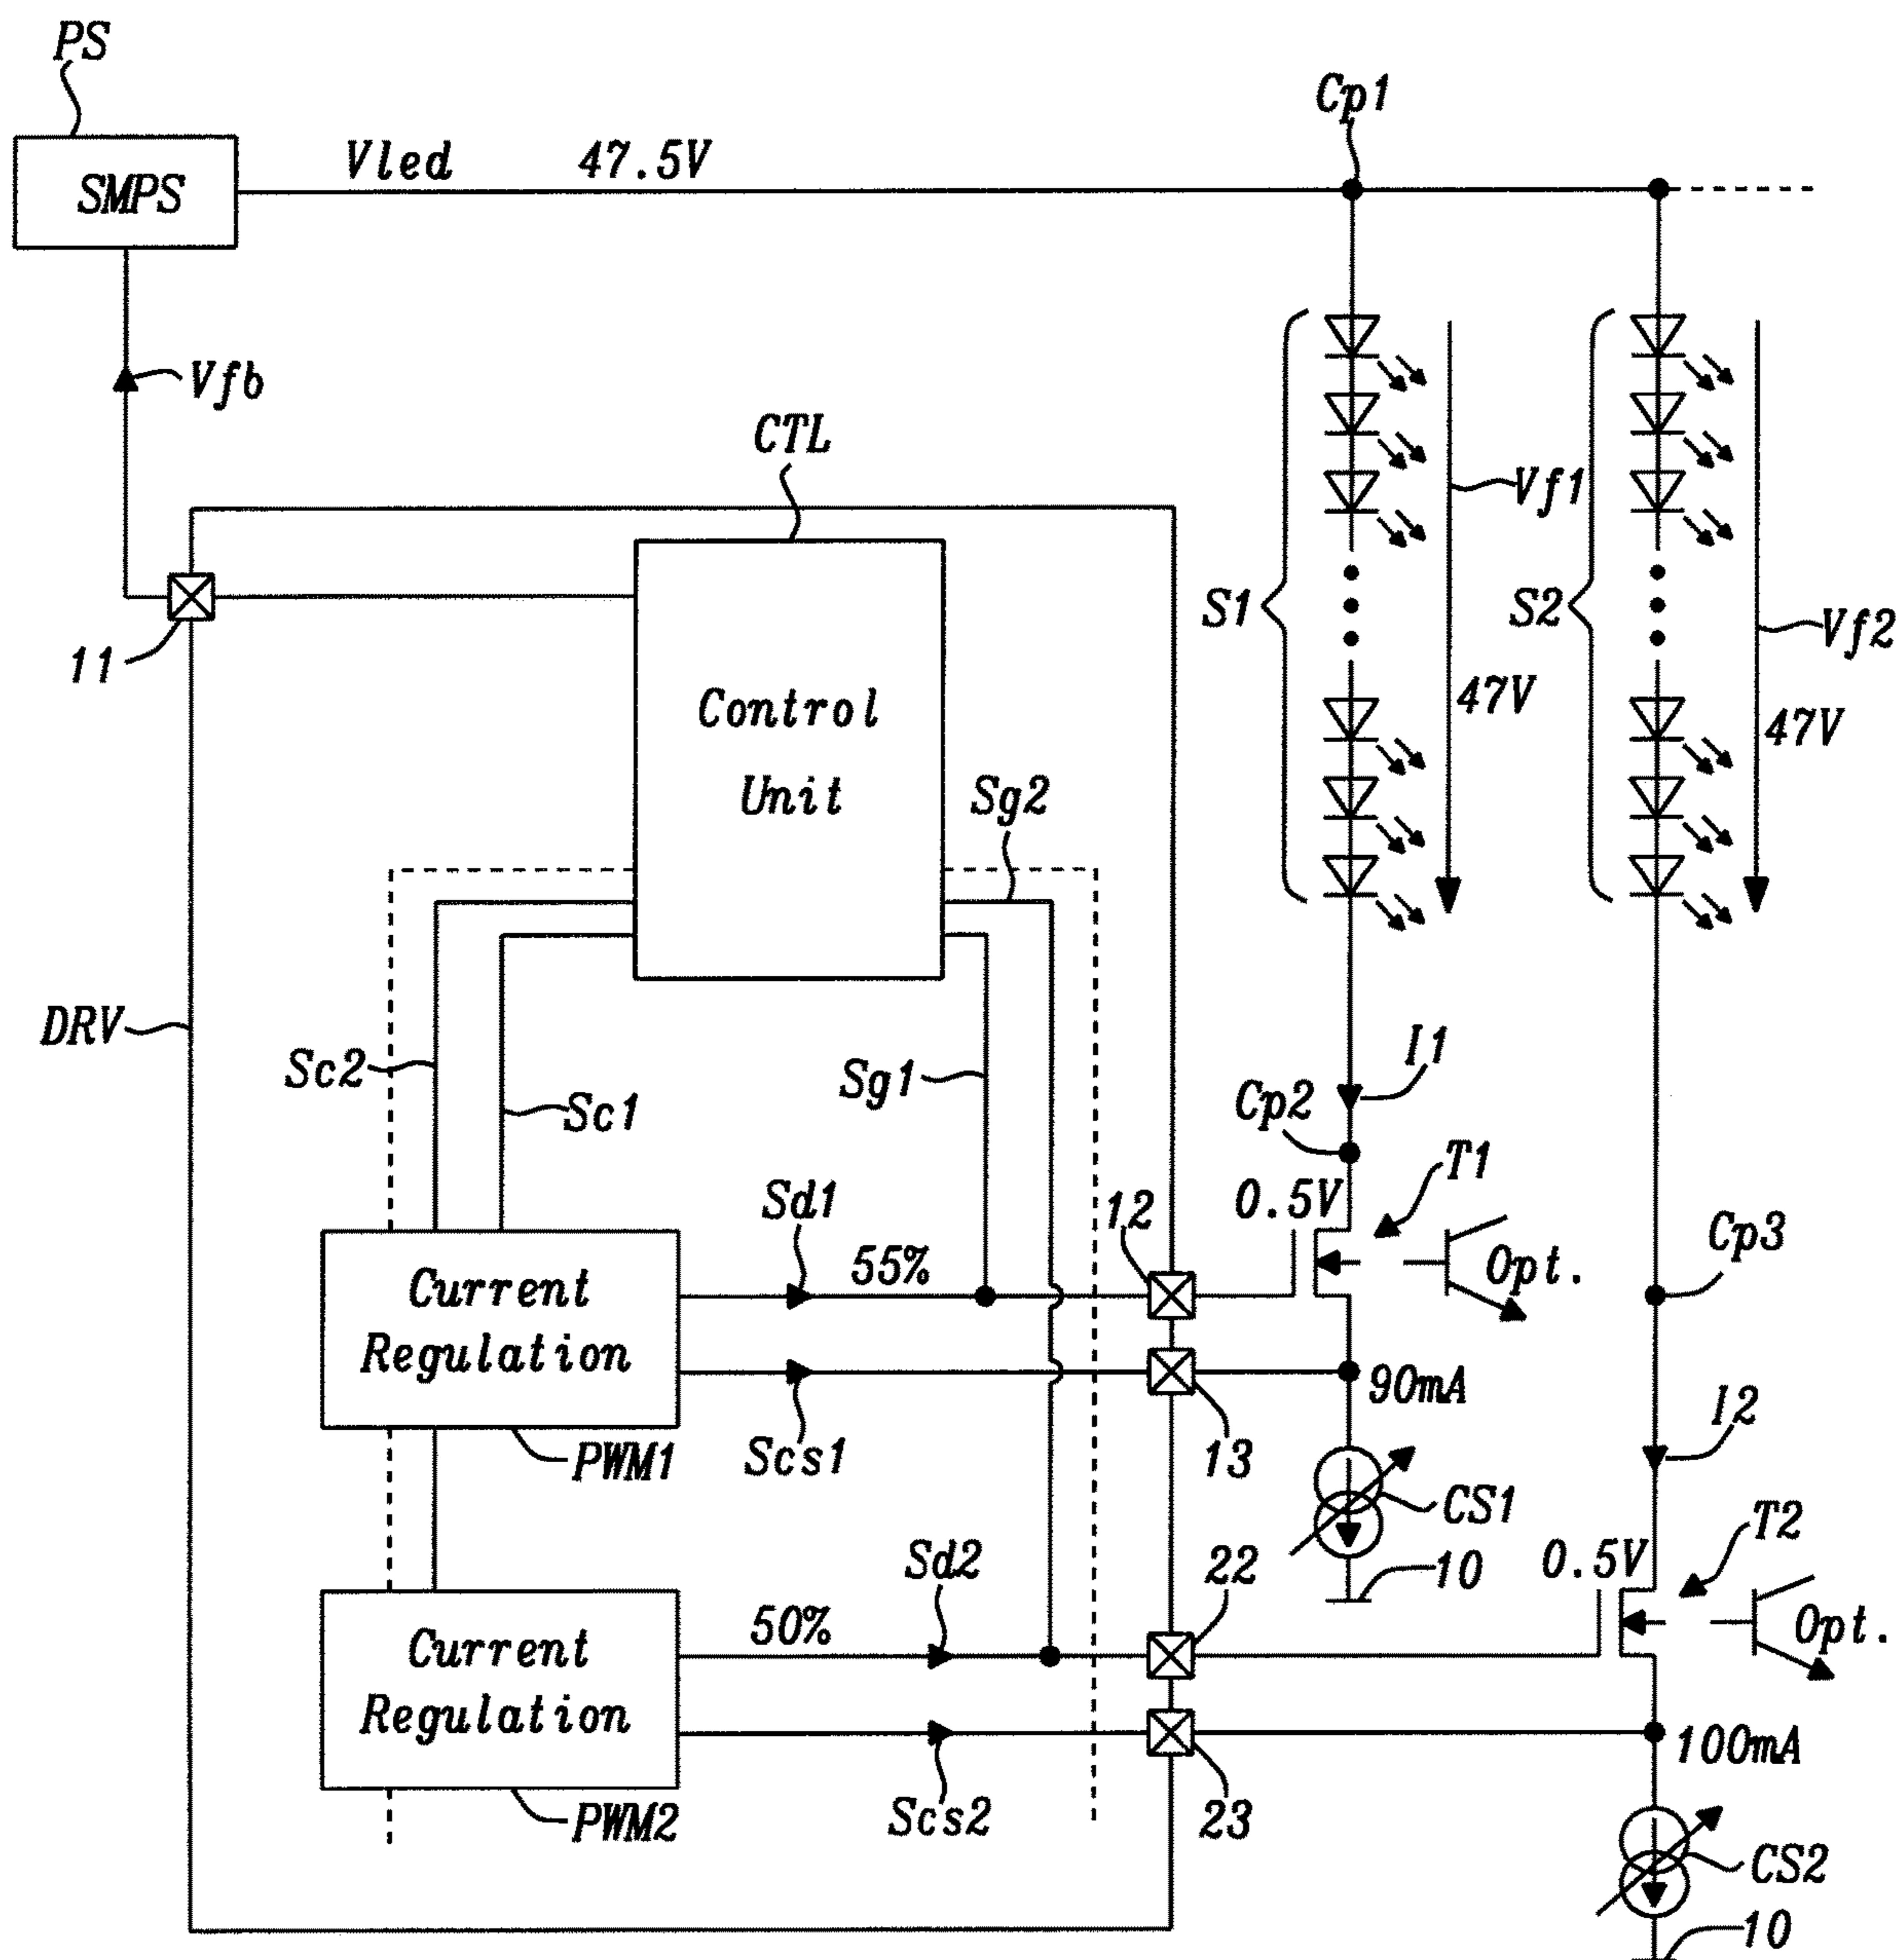 PS
Cp1
SMPS
Vled 47.5V
Vfb
CTL
Vf1
S1
S2
Vf2
11
47V
47V
Control
Unit
Sg2
DRV
Sc2
Sc1
Sg1
I1
Cp2
T1
Sd1
12
0.5V
Cp3
55%
Opt.
Current
Regulation
90mA
I2
PWM1
Scs1
13
CS1
T2
Sd2
22
10
0.5V
50%
Opt.
Current
Regulation
100mA
PWM2
Scs2
23
CS2
10